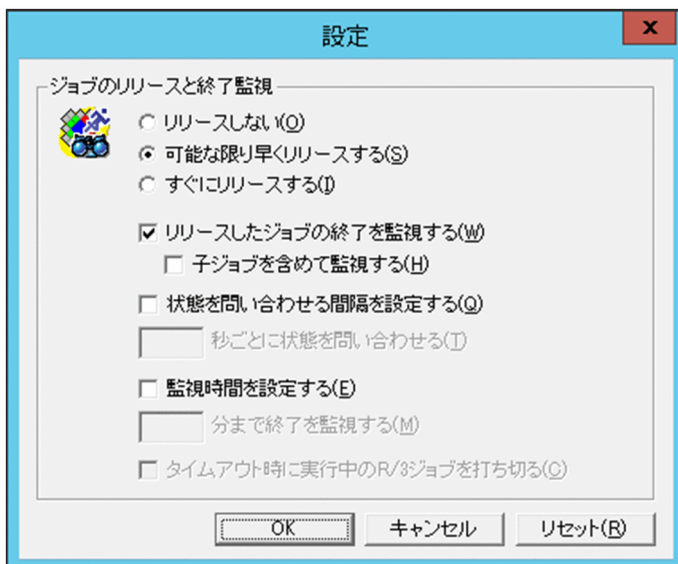 設定
x
ジョブのリリースと終了監視
リリースしない(O)
可能な限り早くリリースする(S)
すぐにリリースする(I)
リリースしたジョブの終了を監視する(W)
子ジョブを含めて監視する(H)
状態を問い合わせる間隔を設定する(Q)
秒ごとに状態を問い合わせる(T)
監視時間を設定する(E)
分まで終了を監視する(M)
タイムアウト時に実行中のR/3ジョブを打ち切る(C)
OK キャンセル リセット(R)